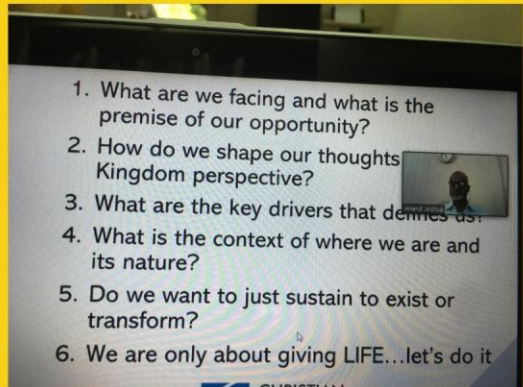 1. What are we facing and what is the
premise of our opportunity?
2. How do we shape our thoughts
Kingdom perspective?
3. What are the key drivers that defines us?
4. What is the context of where we are and
its nature?
5. Do we want to just sustain to exist or
transform?
6. We are only about giving LIFE...let's do it
CHRISTIAN